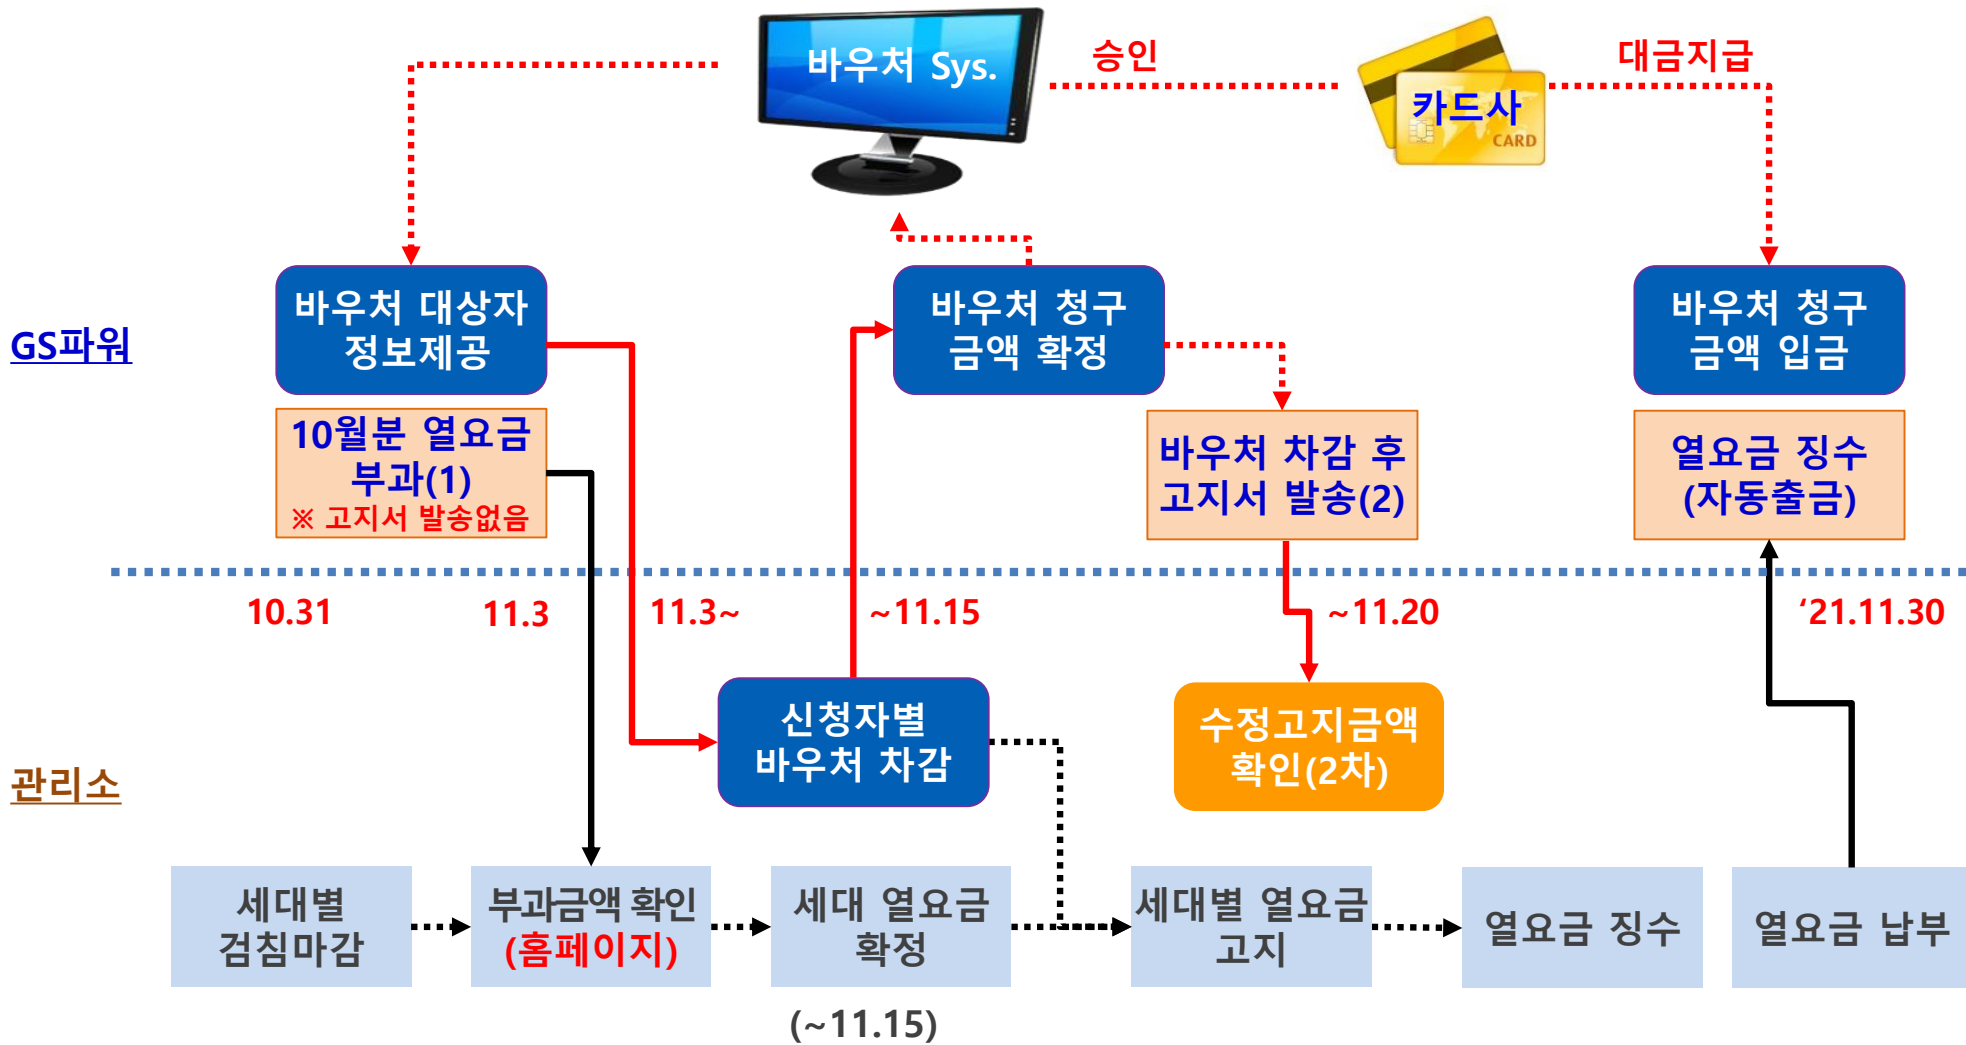 바우처 Sys.
승인
카드사
CARD
대금지급
GS파워
바우처 대상자
정보제공
바우처 청구
금액 확정
바우처 청구
금액 입금
10월분 열요금
부과(1)
※ 고지서 발송없음
바우처 차감 후
고지서 발송(2)
열요금 징수
(자동출금)
10.31
11.3
11.3~
~11.15
~11.20
‘21.11.30
관리소
신청자별
바우처 차감
수정고지금액
확인(2차)
세대별
검침마감
부과금액 확인
(홈페이지)
세대 열요금
확정
세대별 열요금
고지
열요금 징수
열요금 납부
(~11.15)